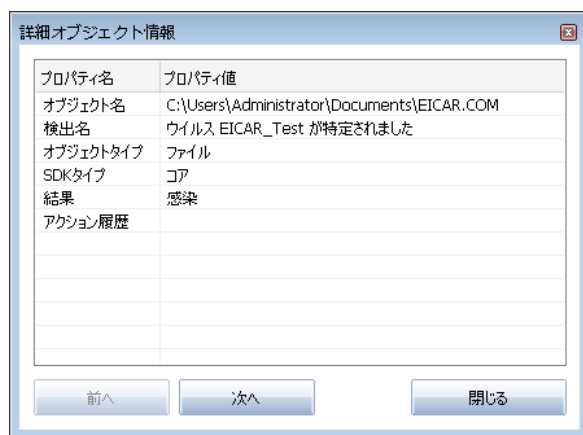 詳細オブジェクト情報
プロパティ名 プロパティ値
オブジェクト名 C:\Users\Administrator\Documents\EICAR.COM
検出名 ウイルス EICAR_Test が特定されました
オブジェクトタイプ ファイル
SDKタイプ コア
結果 感染
アクション履歴
前へ 次へ 閉じる